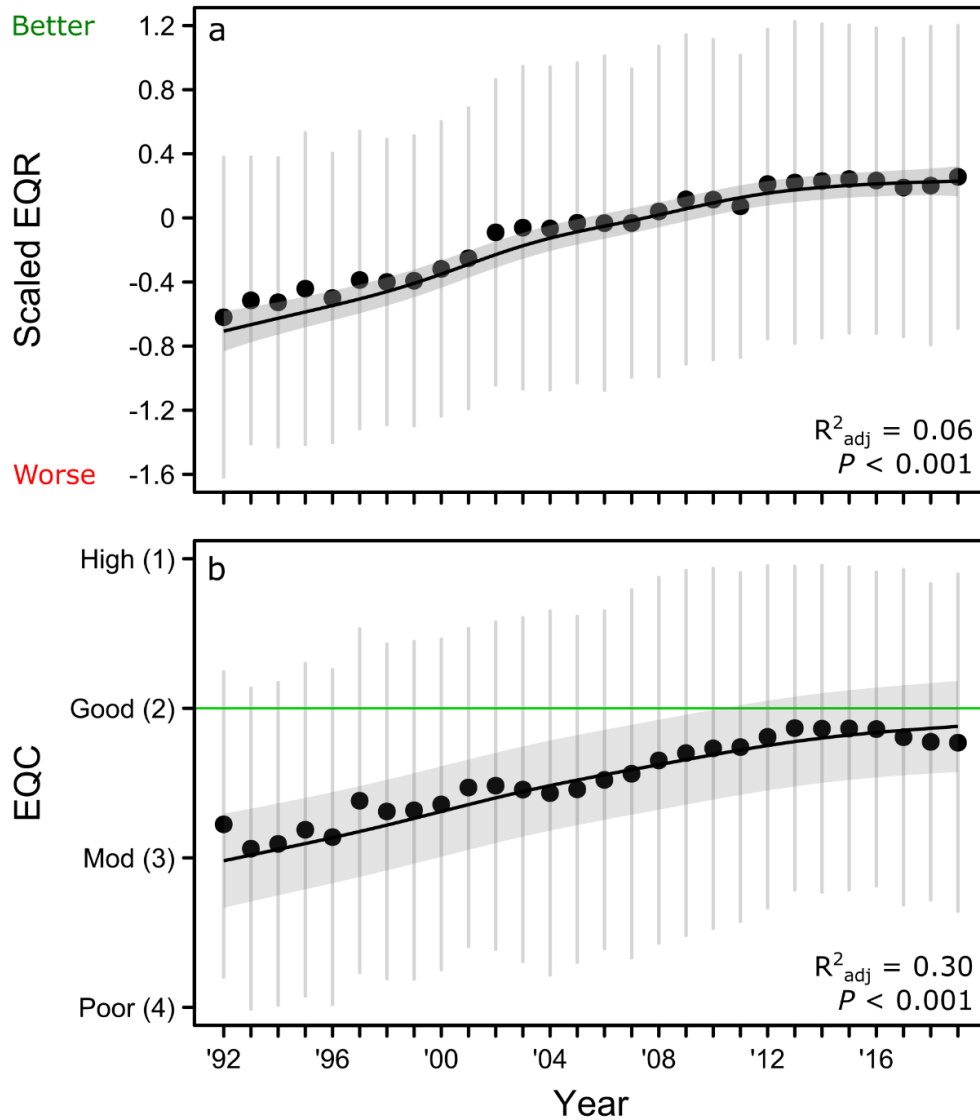 Better
a
1.2
0.8
0.4
0
-0.4
-0.8
-1.2
-1.6
Scaled EQR
Worse
R²adj = 0.06
P < 0.001
b
High (1)
Good (2)
Mod (3)
Poor (4)
EQC
R²adj = 0.30
P < 0.001
'92 '96 '00 '04 '08 '12 '16
Year